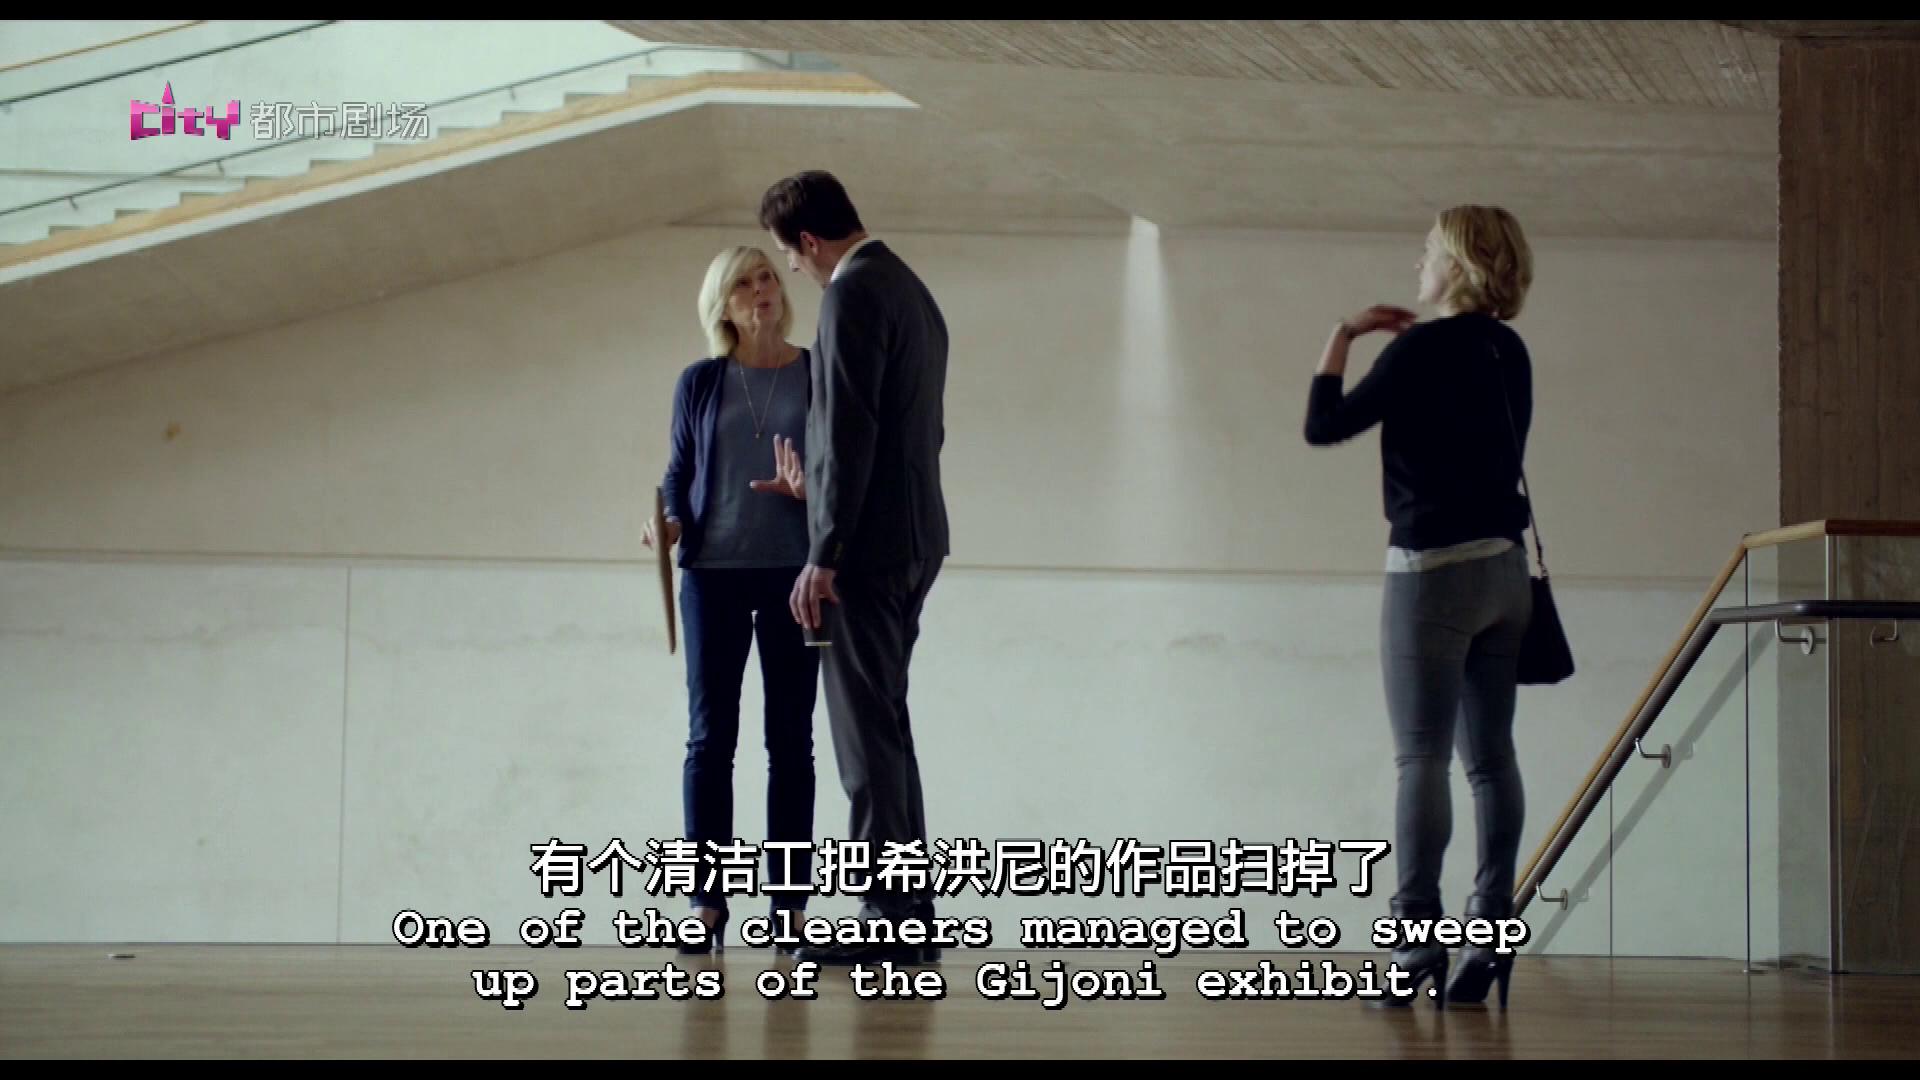 City 都市剧场
有个清洁工把希洪尼的作品扫掉了
One of the cleaners managed to sweep
up parts of the Gijoni exhibit.